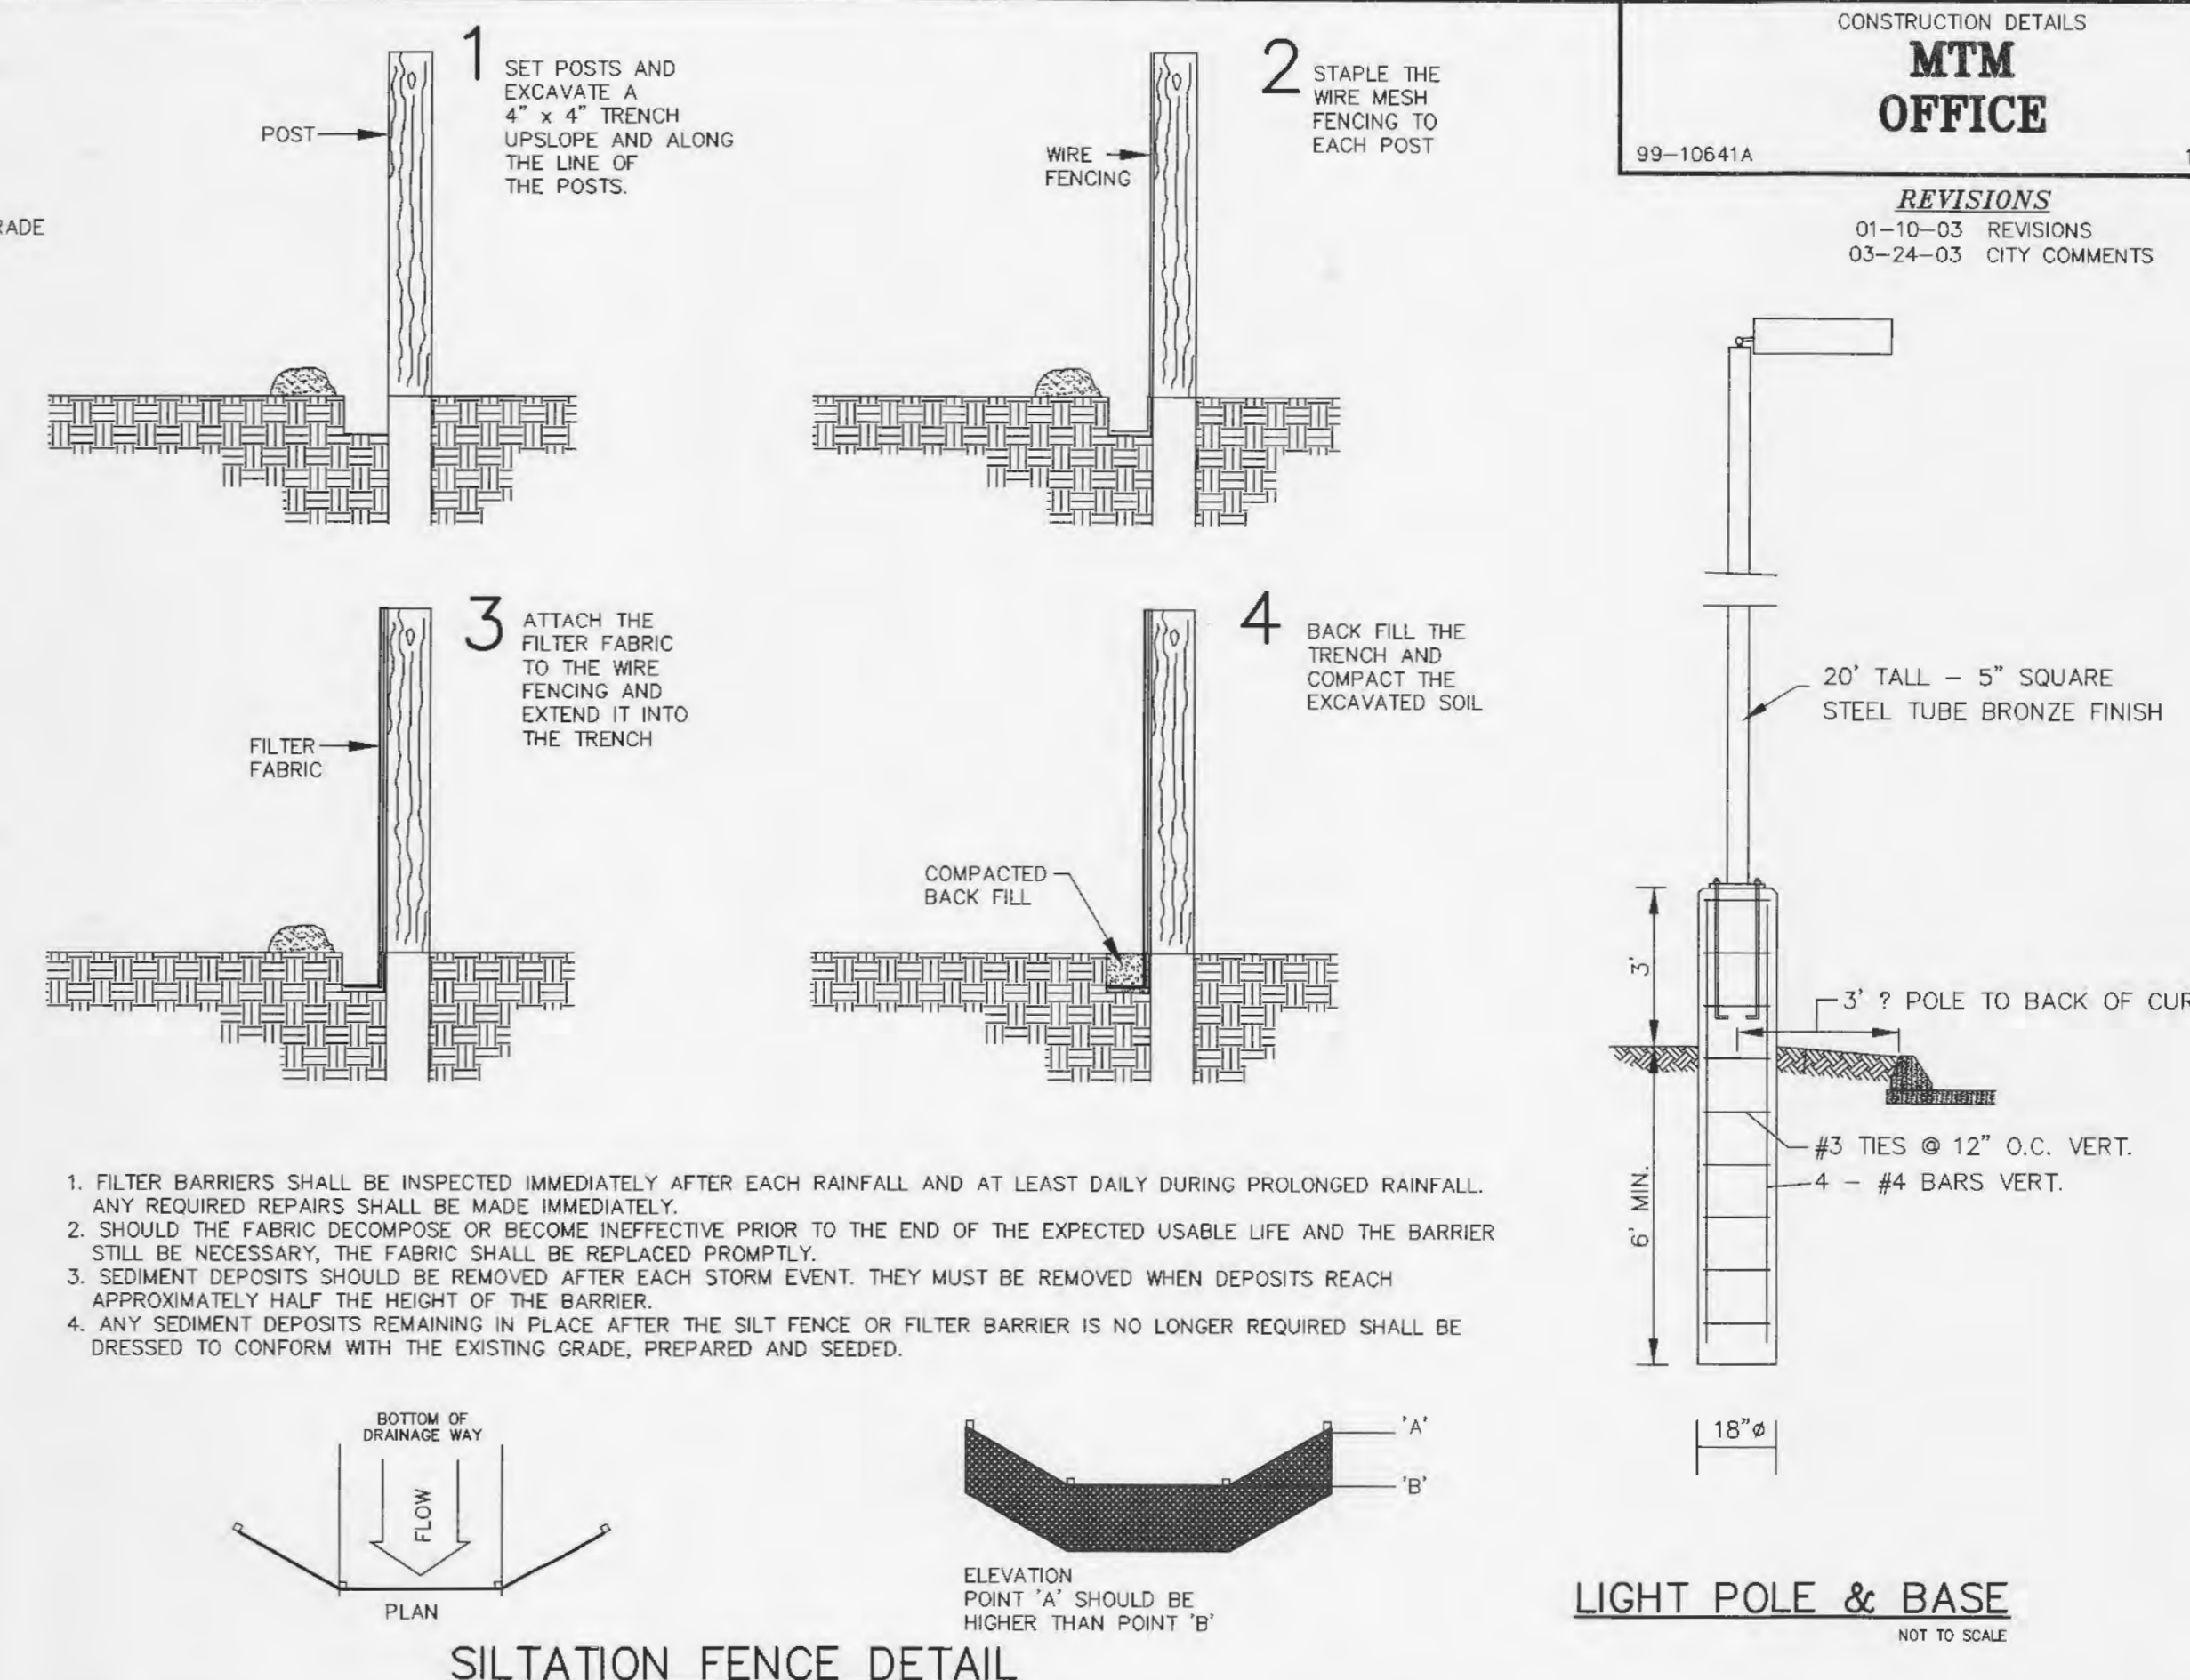 CONSTRUCTION DETAILS
MTM
OFFICE
99-10641A
REVISIONS
01-10-03 REVISIONS
03-24-03 CITY COMMENTS
1
SET POSTS AND
EXCAVATE A
4" x 4" TRENCH
UPSLOPE AND ALONG
THE LINE OF
THE POSTS.
POST
2
STAPLE THE
WIRE MESH
FENCING TO
EACH POST
WIRE
FENCING
3
ATTACH THE
FILTER FABRIC
TO THE WIRE
FENCING AND
EXTEND IT INTO
THE TRENCH
FILTER
FABRIC
4
BACK FILL THE
TRENCH AND
COMPACT THE
EXCAVATED SOIL
COMPACTED
BACK FILL
1. FILTER BARRIERS SHALL BE INSPECTED IMMEDIATELY AFTER EACH RAINFALL AND AT LEAST DAILY DURING PROLONGED RAINFALL.
ANY REQUIRED REPAIRS SHALL BE MADE IMMEDIATELY.
2. SHOULD THE FABRIC DECOMPOSE OR BECOME INEFFECTIVE PRIOR TO THE END OF THE EXPECTED USABLE LIFE AND THE BARRIER
STILL BE NECESSARY, THE FABRIC SHALL BE REPLACED PROMPTLY.
3. SEDIMENT DEPOSITS SHOULD BE REMOVED AFTER EACH STORM EVENT. THEY MUST BE REMOVED WHEN DEPOSITS REACH
APPROXIMATELY HALF THE HEIGHT OF THE BARRIER.
4. ANY SEDIMENT DEPOSITS REMAINING IN PLACE AFTER THE SILT FENCE OR FILTER BARRIER IS NO LONGER REQUIRED SHALL BE
DRESSED TO CONFORM WITH THE EXISTING GRADE, PREPARED AND SEEDED.
BOTTOM OF
DRAINAGE WAY
FLOW
PLAN
'A'
'B'
ELEVATION
POINT 'A' SHOULD BE
HIGHER THAN POINT 'B'
SILTATION FENCE DETAIL
20' TALL - 5" SQUARE
STEEL TUBE BRONZE FINISH
3'
3' ? POLE TO BACK OF
#3 TIES @ 12" O.C. VERT.
4 - #4 BARS VERT.
6' MIN.
18"ø
LIGHT POLE & BASE
NOT TO SCALE